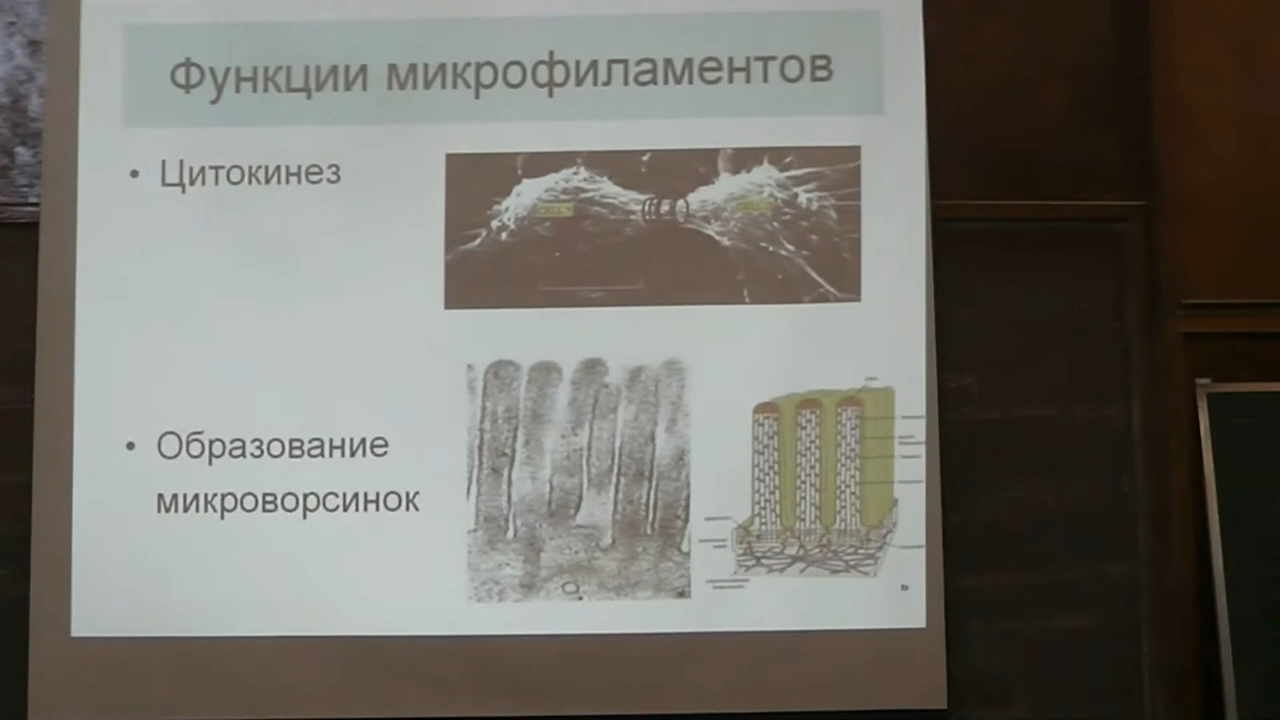 Функции микрофиламентов
• Цитокинез
• Образование
микроворсинок